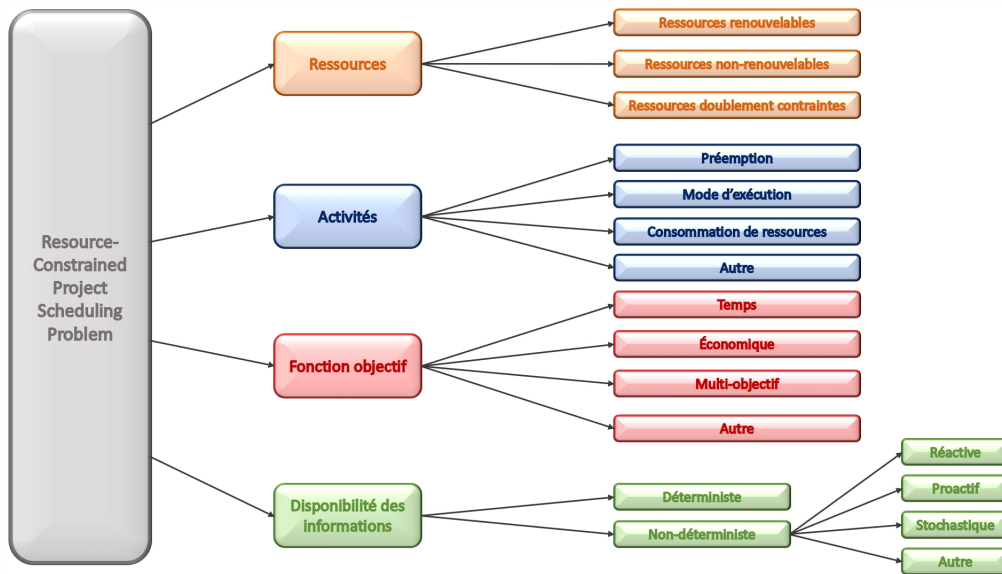 Resource-
Constrained
Project
Scheduling
Problem
Ressources
Ressources renouvelables
Ressources non-renouvelables
Ressources doublement contraintes
Activités
Préemption
Mode d'exécution
Consommation de ressources
Autre
Fonction objectif
Temps
Économique
Multi-objectif
Autre
Disponibilité des
informations
Déterministe
Non-déterministe
Réactive
Proactif
Stochastique
Autre